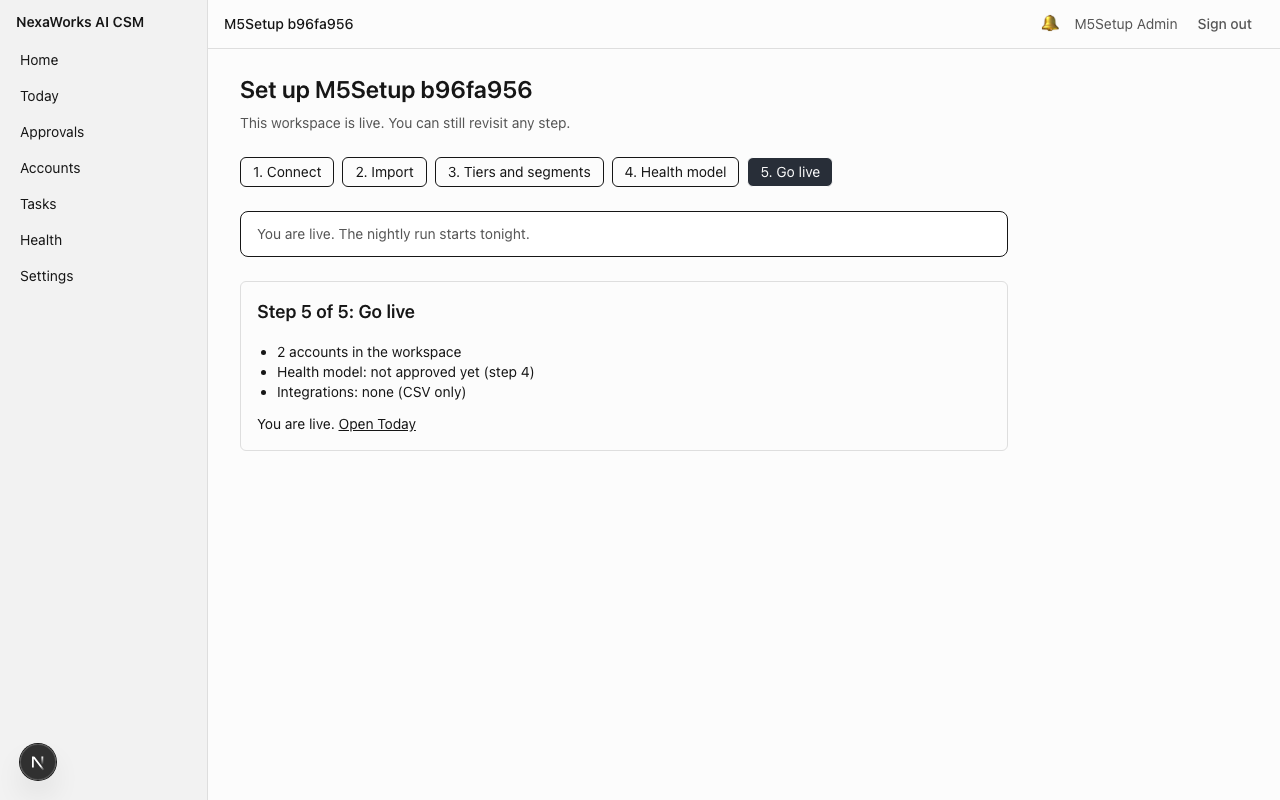 NexaWorks AI CSM
Home
Today
Approvals
Accounts
Tasks
Health
Settings
M5Setup b96fa956
M5Setup Admin
Sign out
Set up M5Setup b96fa956
This workspace is live. You can still revisit any step.
1. Connect
2. Import
3. Tiers and segments
4. Health model
5. Go live
You are live. The nightly run starts tonight.
Step 5 of 5: Go live
2 accounts in the workspace
Health model: not approved yet (step 4)
Integrations: none (CSV only)
You are live. Open Today
N